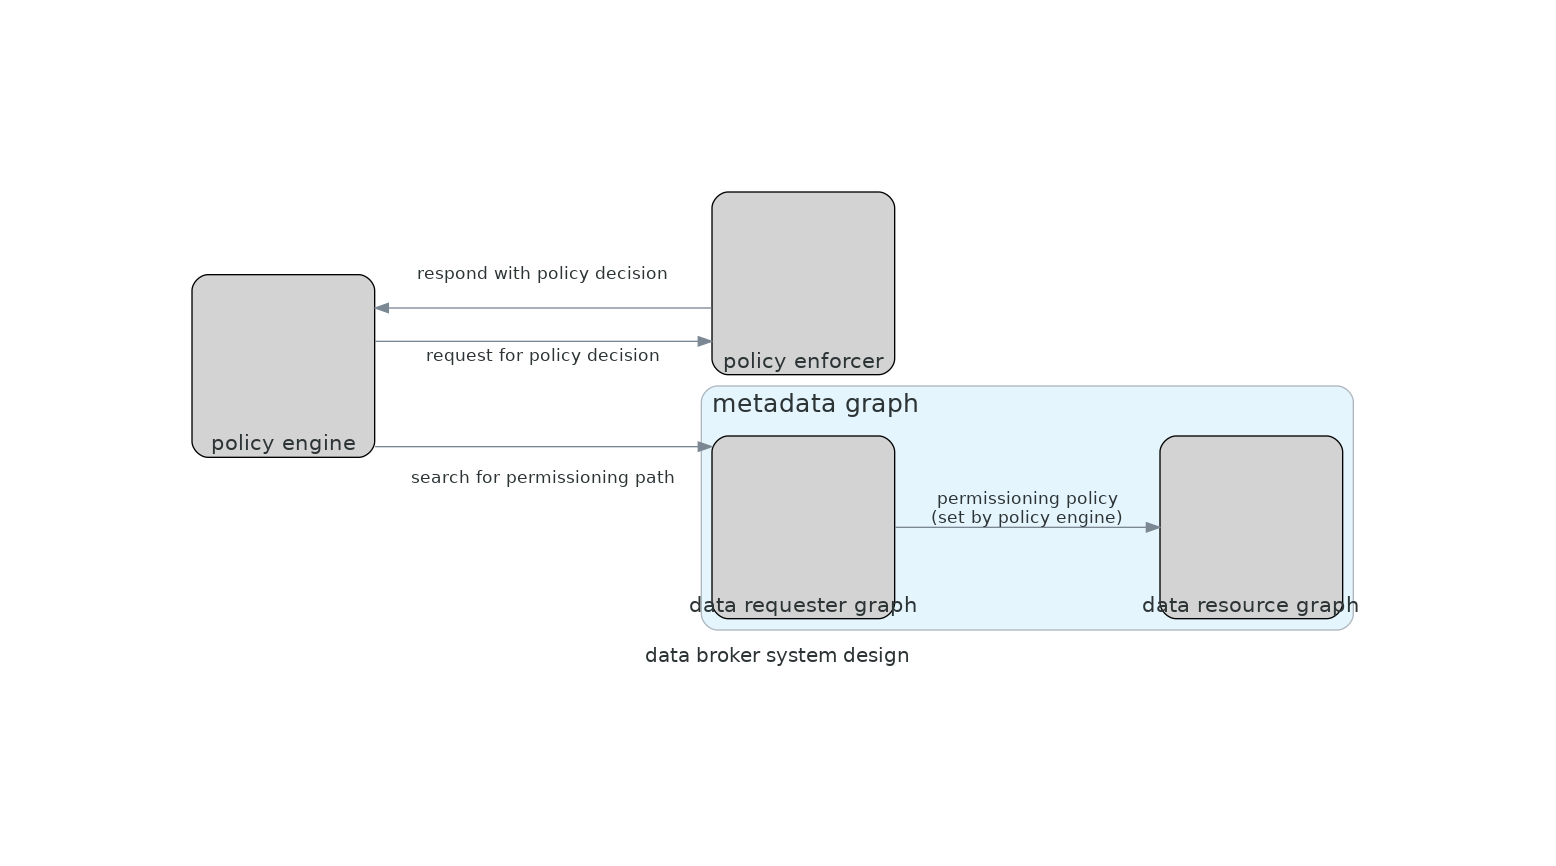 respond with policy decision
request for policy decision
policy enforcer
policy engine
metadata graph
search for permissioning path
permissioning policy
(set by policy engine)
data requester graph
data resource graph
data broker system design